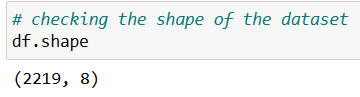 # checking the shape of the dataset
df.shape
(2219, 8)